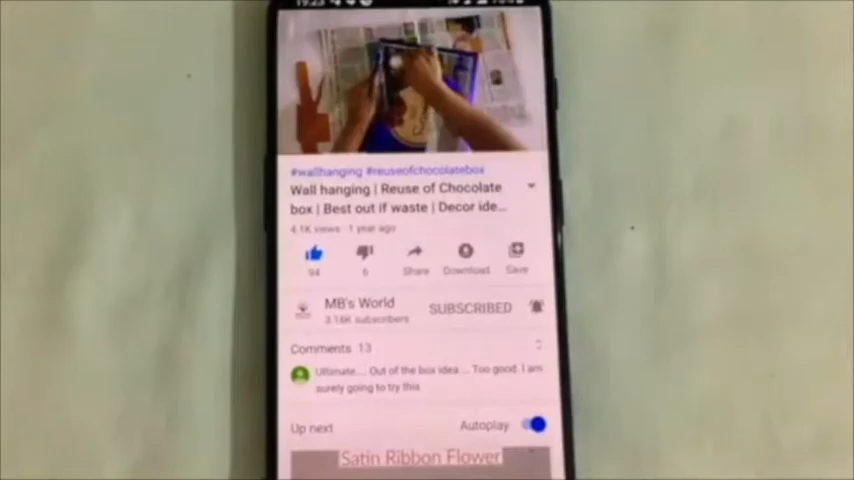 19:23
#wallhanging #reuseofchocolatebox
Wall hanging | Reuse of Chocolate
box | Best out if waste | Decor ide...
4.1K views · 1 year ago
94
6
Share
Download
Save
MB's World
SUBSCRIBED
3.18K subscribers
Comments 13
Ultimate.... Out of the box idea ... Too good. I am
surely going to try this
Up next
Autoplay
Satin Ribbon Flower